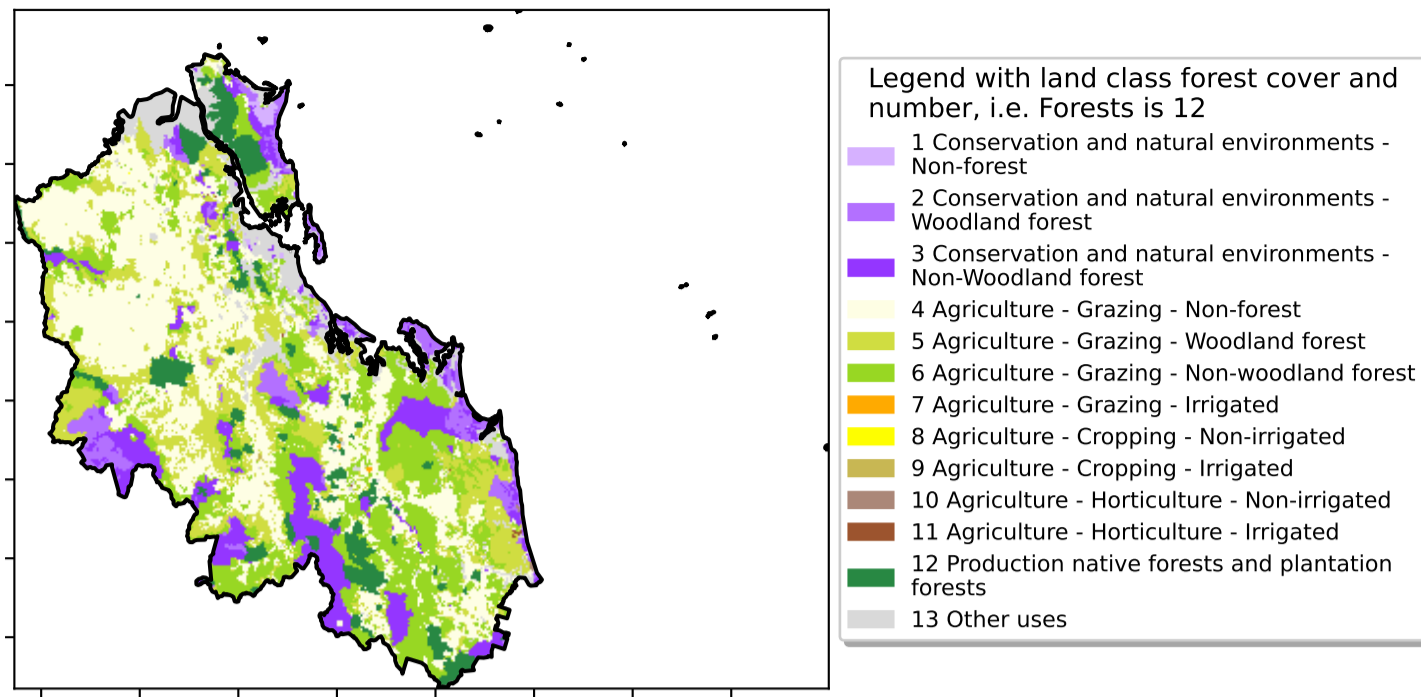 Legend with land class forest cover and
number, i.e. Forests is 12
1 Conservation and natural environments -
Non-forest
2 Conservation and natural environments -
Woodland forest
3 Conservation and natural environments -
Non-Woodland forest
4 Agriculture - Grazing - Non-forest
5 Agriculture - Grazing - Woodland forest
6 Agriculture - Grazing - Non-woodland forest
7 Agriculture - Grazing - Irrigated
8 Agriculture - Cropping - Non-irrigated
9 Agriculture - Cropping - Irrigated
10 Agriculture - Horticulture - Non-irrigated
11 Agriculture - Horticulture - Irrigated
12 Production native forests and plantation
forests
13 Other uses